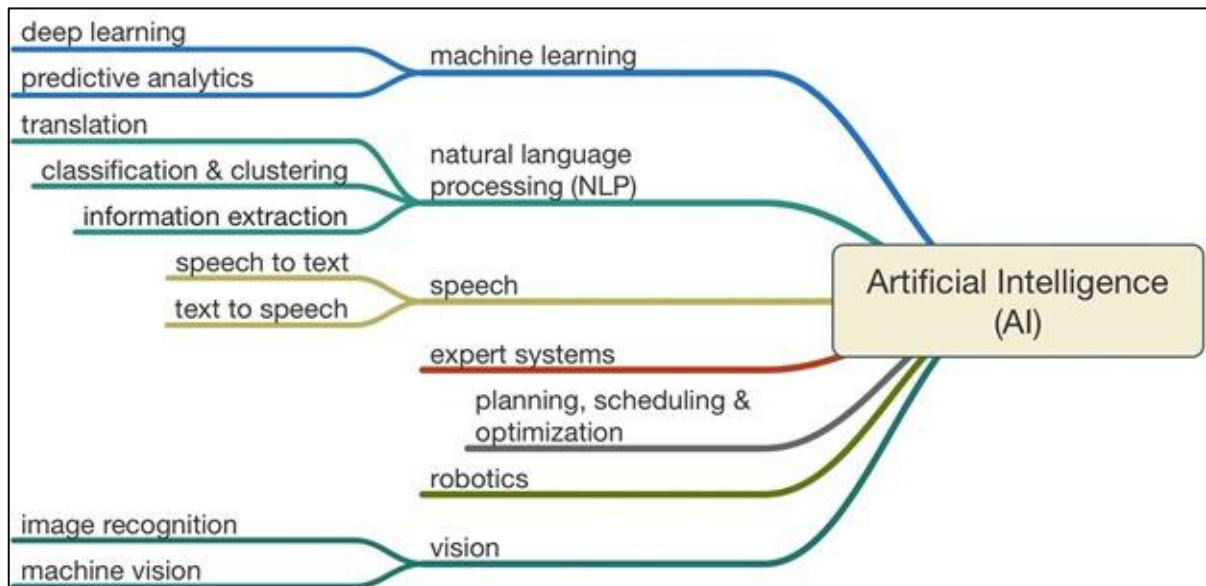 deep learning
predictive analytics
machine learning
translation
classification & clustering
information extraction
natural language
processing (NLP)
speech to text
text to speech
speech
expert systems
planning, scheduling &
optimization
robotics
image recognition
machine vision
vision
Artificial Intelligence
(AI)